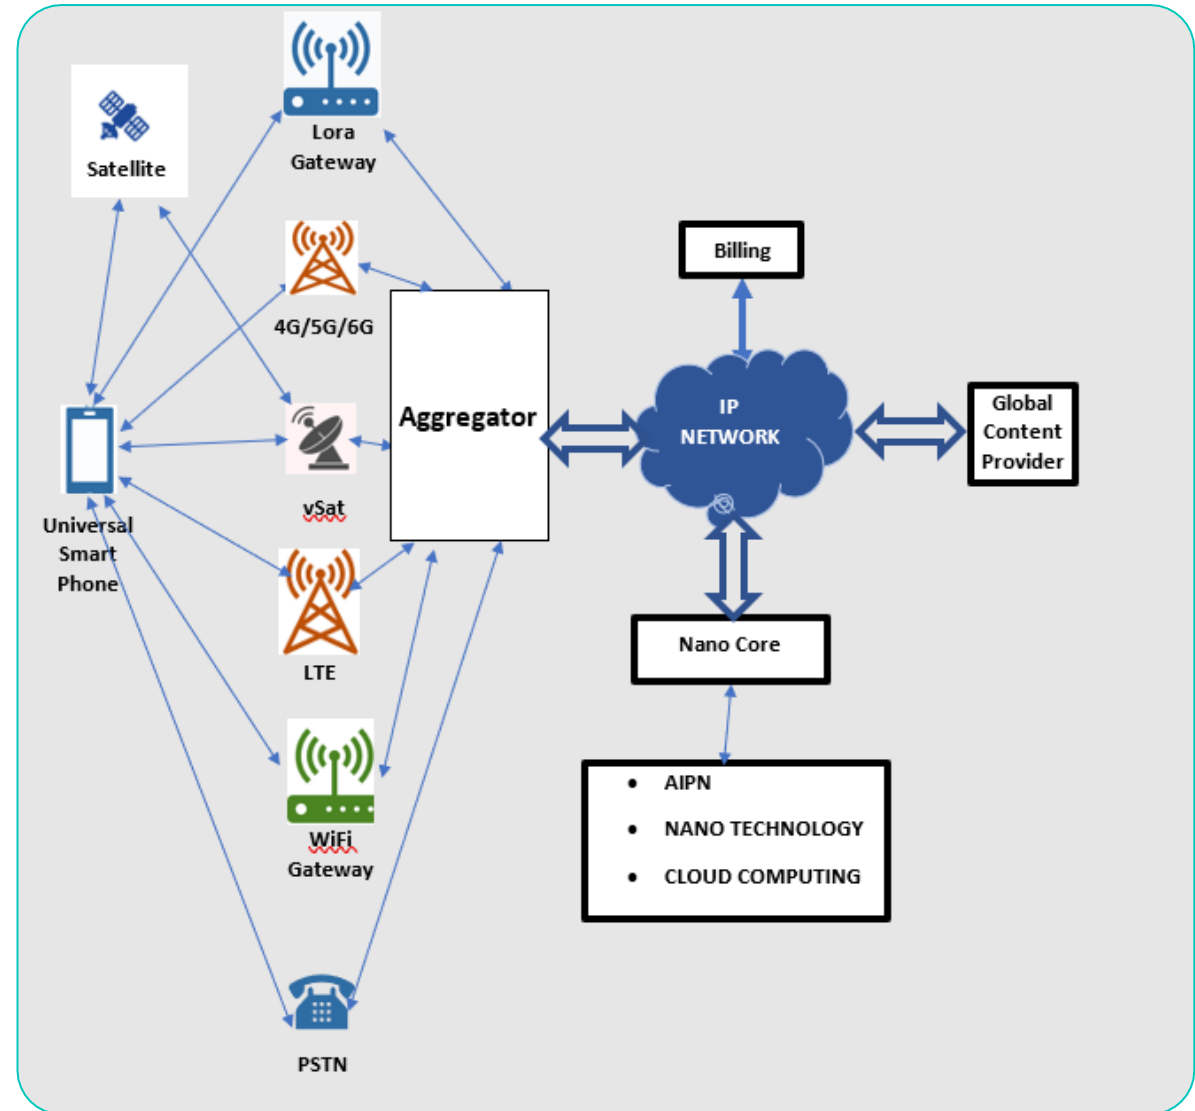 Lora
Gateway
Satellite
Billing
4G/5G/6G
Aggregator
IP
NETWORK
Global
Content
Provider
vSat
Universal
Smart
Phone
LTE
Nano Core
WiFi
Gateway
• AIPN
• NANO TECHNOLOGY
• CLOUD COMPUTING
PSTN